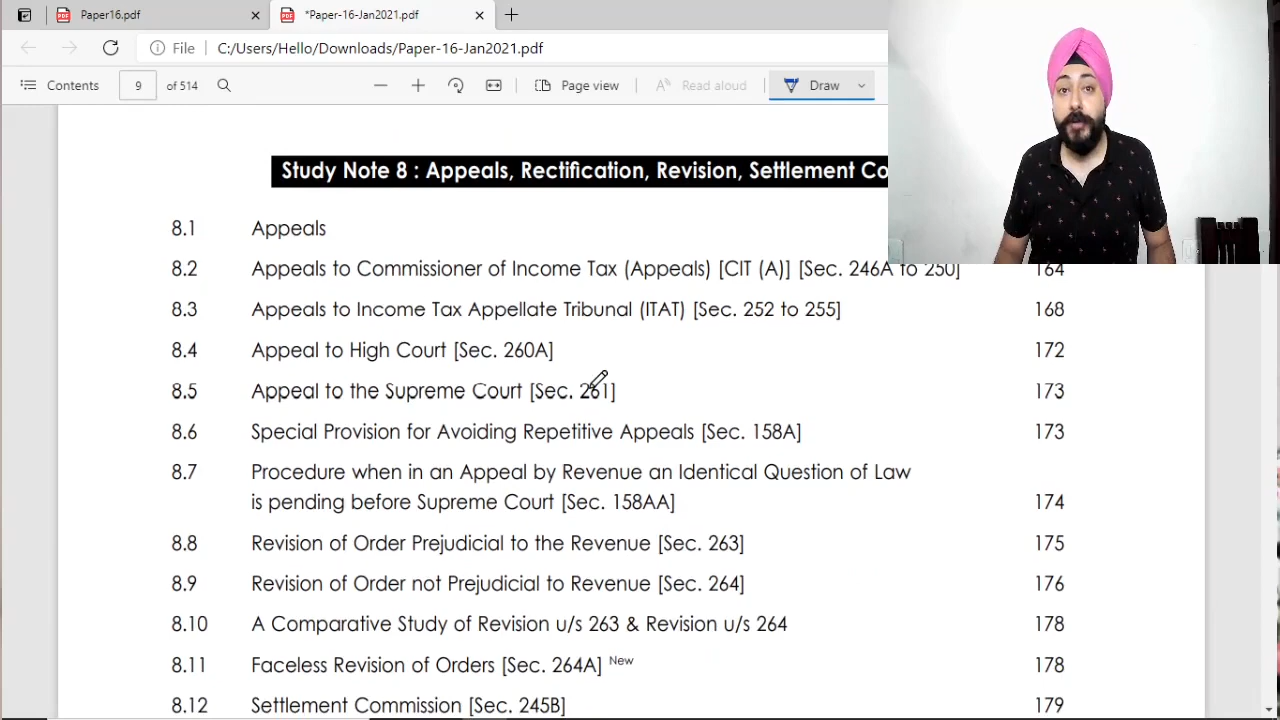 Paper16.pdf
*Paper-16-Jan2021.pdf
File C:/Users/Hello/Downloads/Paper-16-Jan2021.pdf
Contents 9 of 514 Page view Read aloud Draw
Study Note 8 : Appeals, Rectification, Revision, Settlement Co
8.1 Appeals
8.2 Appeals to Commissioner of Income Tax (Appeals) [CIT (A)] [Sec. 246A to 250] 164
8.3 Appeals to Income Tax Appellate Tribunal (ITAT) [Sec. 252 to 255] 168
8.4 Appeal to High Court [Sec. 260A] 172
8.5 Appeal to the Supreme Court [Sec. 261] 173
8.6 Special Provision for Avoiding Repetitive Appeals [Sec. 158A] 173
8.7 Procedure when in an Appeal by Revenue an Identical Question of Law
is pending before Supreme Court [Sec. 158AA] 174
8.8 Revision of Order Prejudicial to the Revenue [Sec. 263] 175
8.9 Revision of Order not Prejudicial to Revenue [Sec. 264] 176
8.10 A Comparative Study of Revision u/s 263 & Revision u/s 264 178
8.11 Faceless Revision of Orders [Sec. 264A] New 178
8.12 Settlement Commission [Sec. 245B] 179